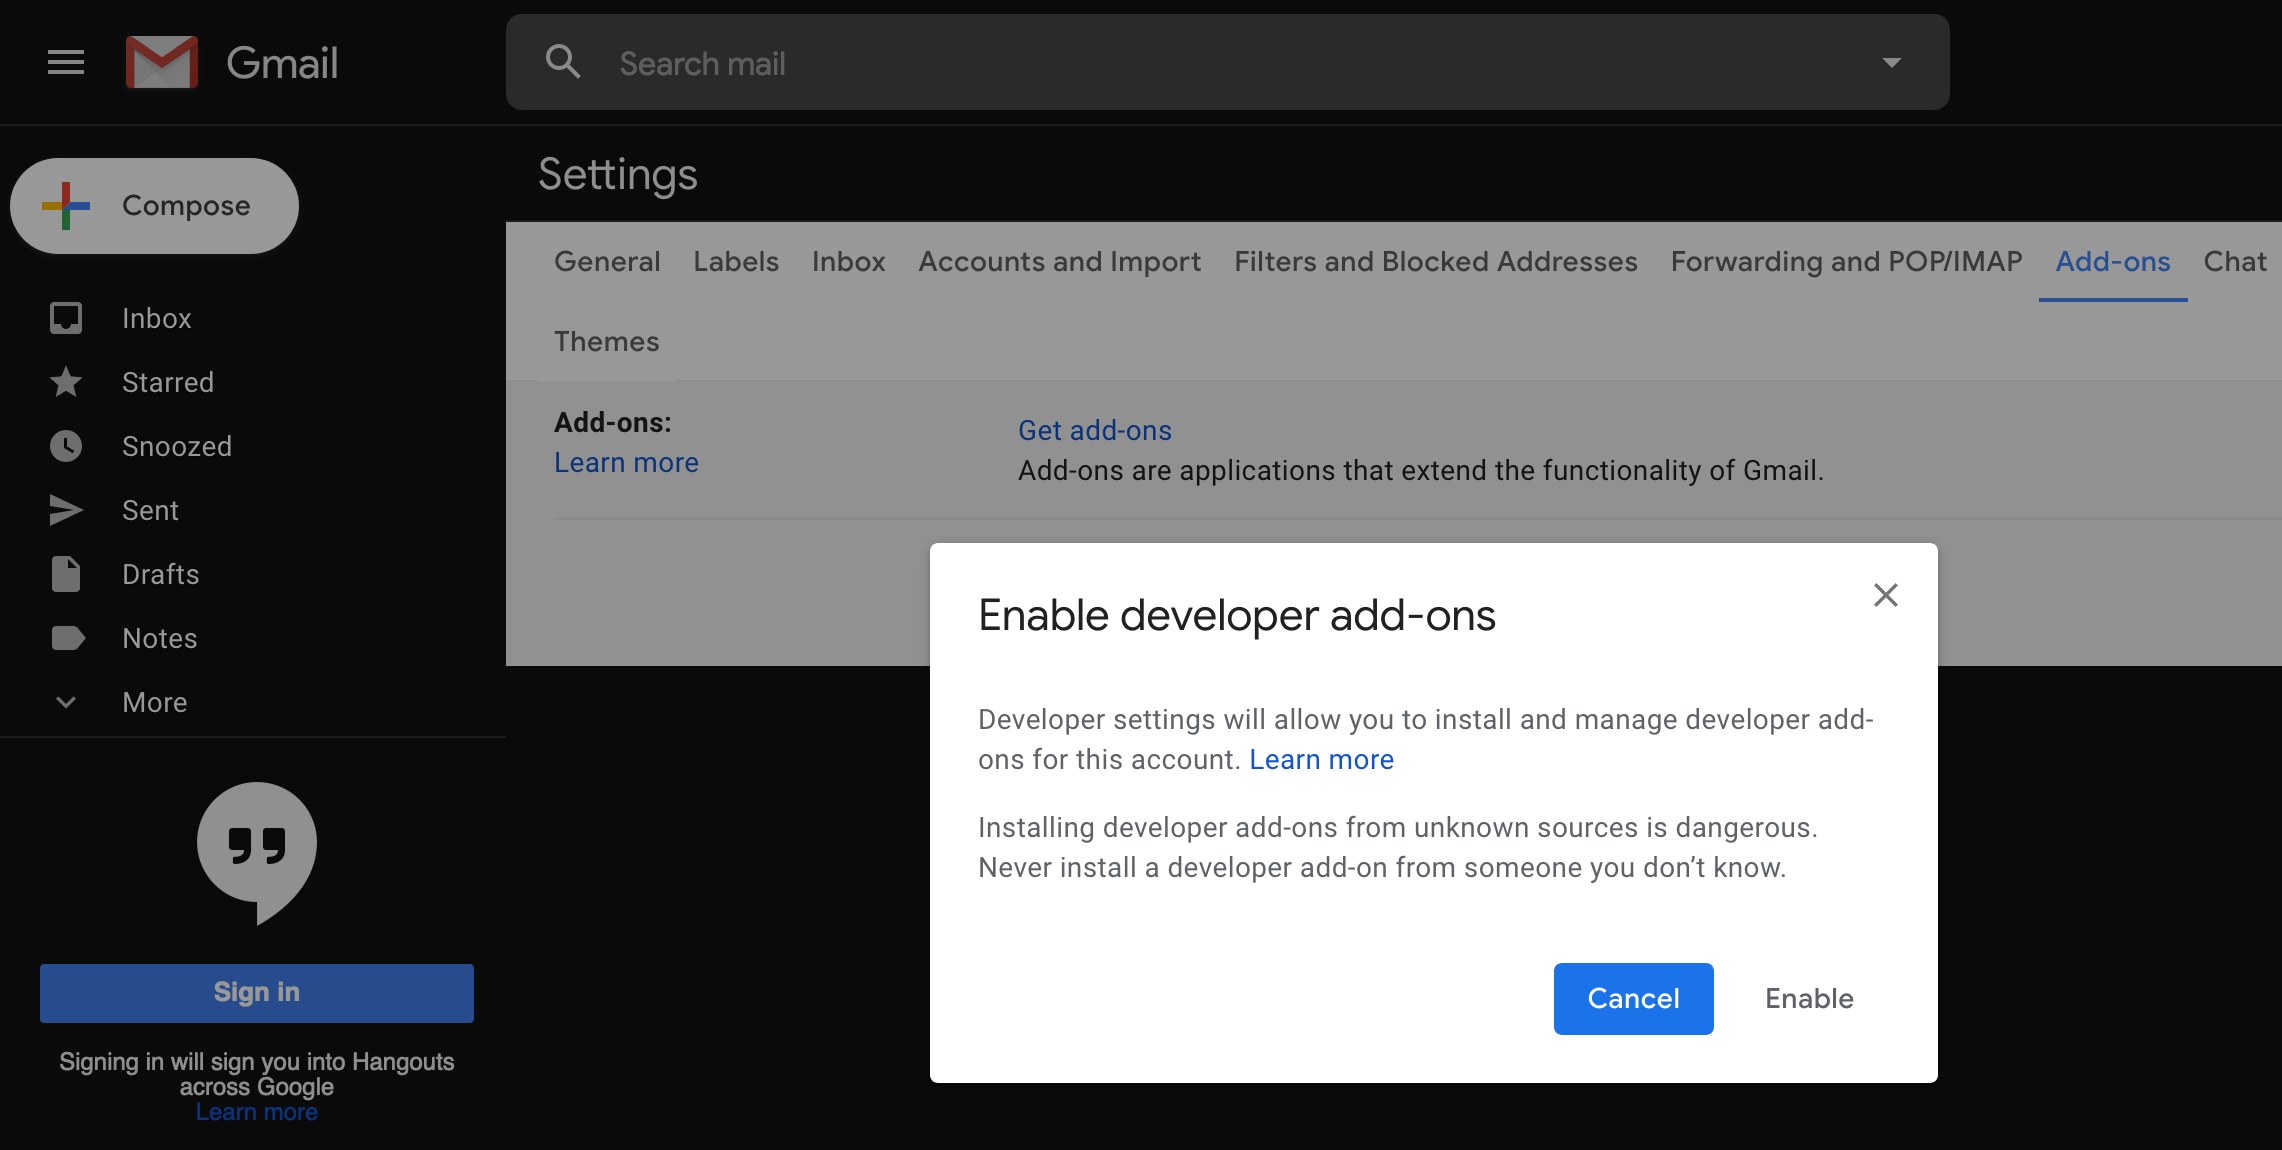 Gmail
Search mail
Compose
Inbox
Starred
Snoozed
Sent
Drafts
Notes
More
Sign in
Signing in will sign you into Hangouts
across Google
Learn more
Settings
General Labels Inbox Accounts and Import Filters and Blocked Addresses Forwarding and POP/IMAP Add-ons Chat
Themes
Add-ons:
Learn more
Get add-ons
Add-ons are applications that extend the functionality of Gmail.
Enable developer add-ons
Developer settings will allow you to install and manage developer add-
ons for this account. Learn more
Installing developer add-ons from unknown sources is dangerous.
Never install a developer add-on from someone you don’t know.
Cancel Enable